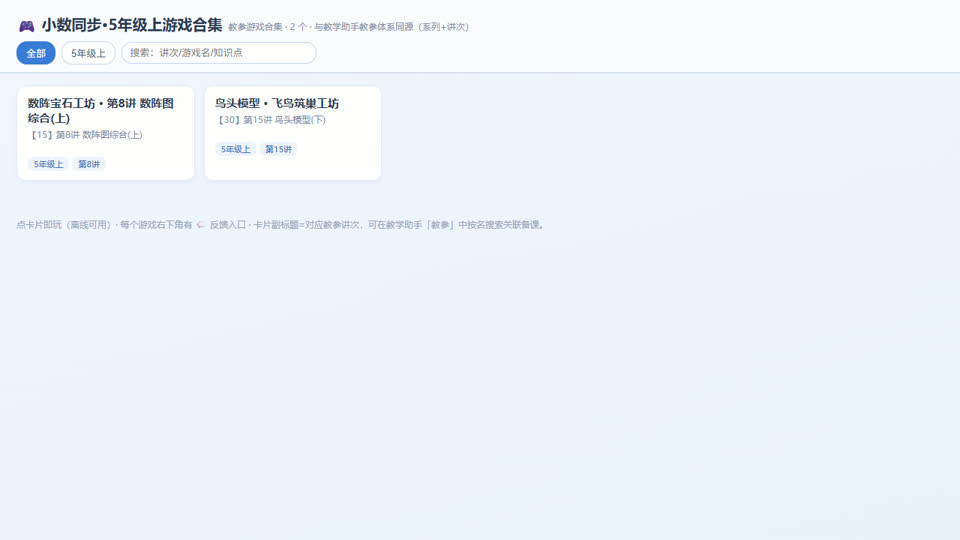 小数同步·5年级上游戏合集 教参游戏合集 · 2 个 · 与教学助手教参体系同源（系列+讲次）
全部 5年级上 搜索：讲次/游戏名/知识点
数阵宝石工坊·第8讲 数阵图
综合(上)
【15】第8讲 数阵图综合(上)
5年级上 第8讲
鸟头模型·飞鸟筑巢工坊
【30】第15讲 鸟头模型(下)
5年级上 第15讲
点卡片即玩（离线可用）· 每个游戏右下角有 反馈入口 · 卡片副标题=对应教参讲次，可在教学助手「教参」中按名搜索关联备课。